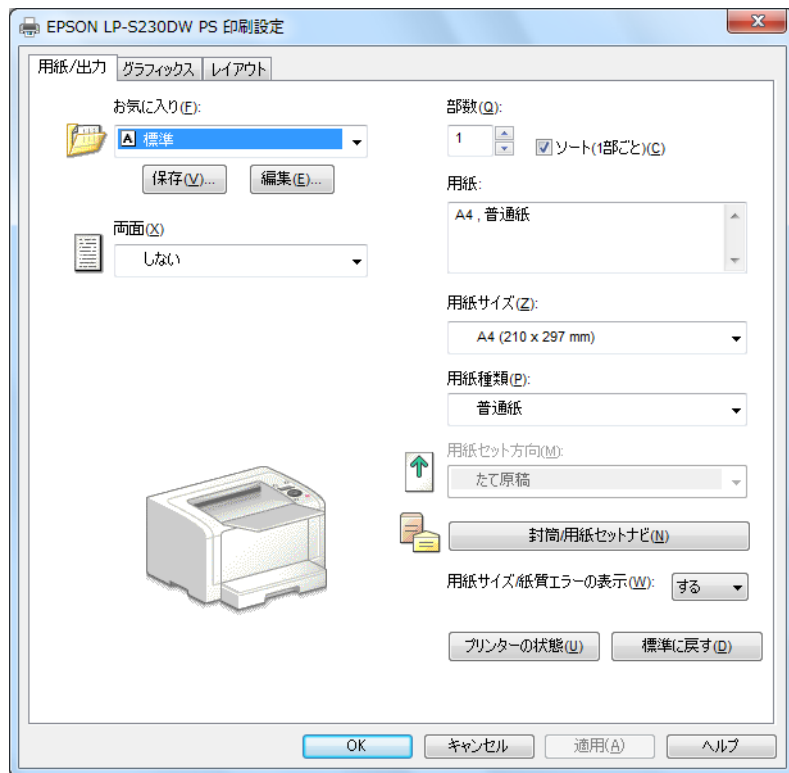 EPSON LP-S230DW PS 印刷設定
用紙/出力 グラフィックス レイアウト
お気に入り(F):
A 標準
保存(V)... 編集(E)...
両面(X)
しない
部数(Q):
1 ソート(1部ごと)(C)
用紙:
A4 , 普通紙
用紙サイズ(Z):
A4 (210 x 297 mm)
用紙種類(P):
普通紙
用紙セット方向(M):
たて原稿
封筒/用紙セットナビ(N)
用紙サイズ/紙質エラーの表示(W): する
プリンターの状態(U) 標準に戻す(D)
OK キャンセル 適用(A) ヘルプ